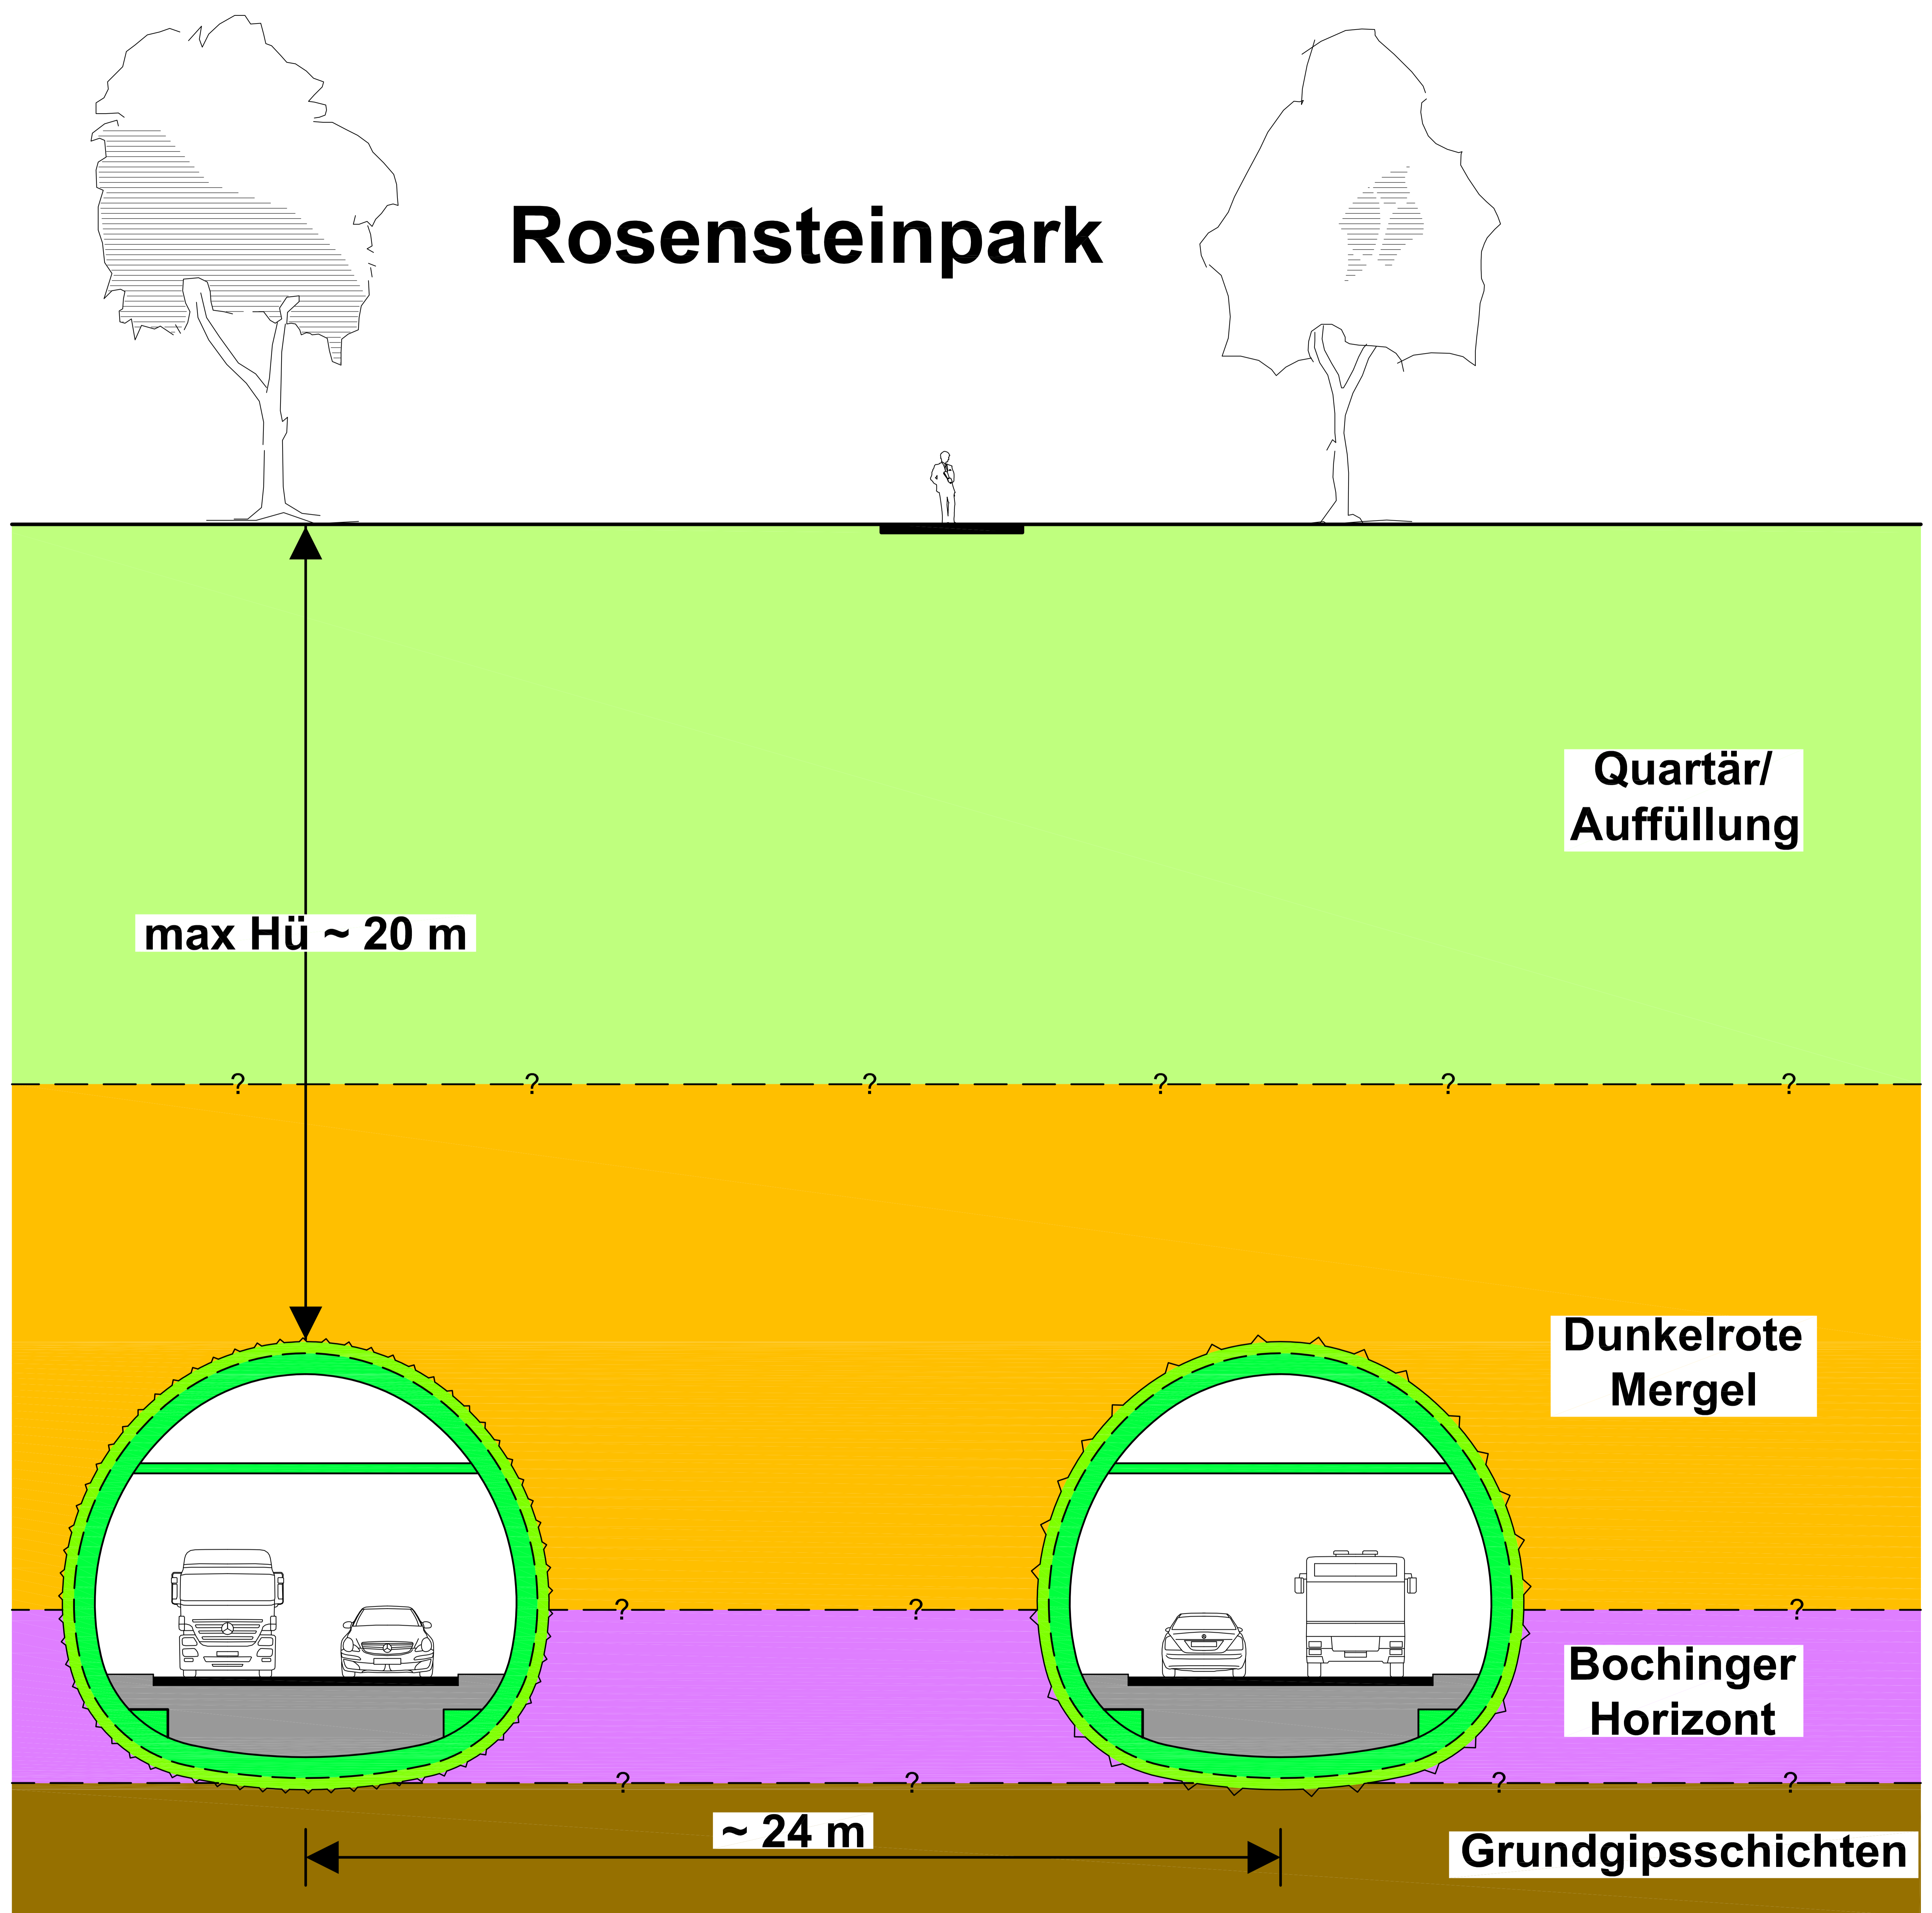 Rosensteinpark
Quartär/
Auffüllung
max Hü ~ 20 m
? ? ? ? ? ?
Dunkelrote
Mergel
? ? ?
Bochinger
Horizont
? ? ? ?
~ 24 m
Grundgipsschichten